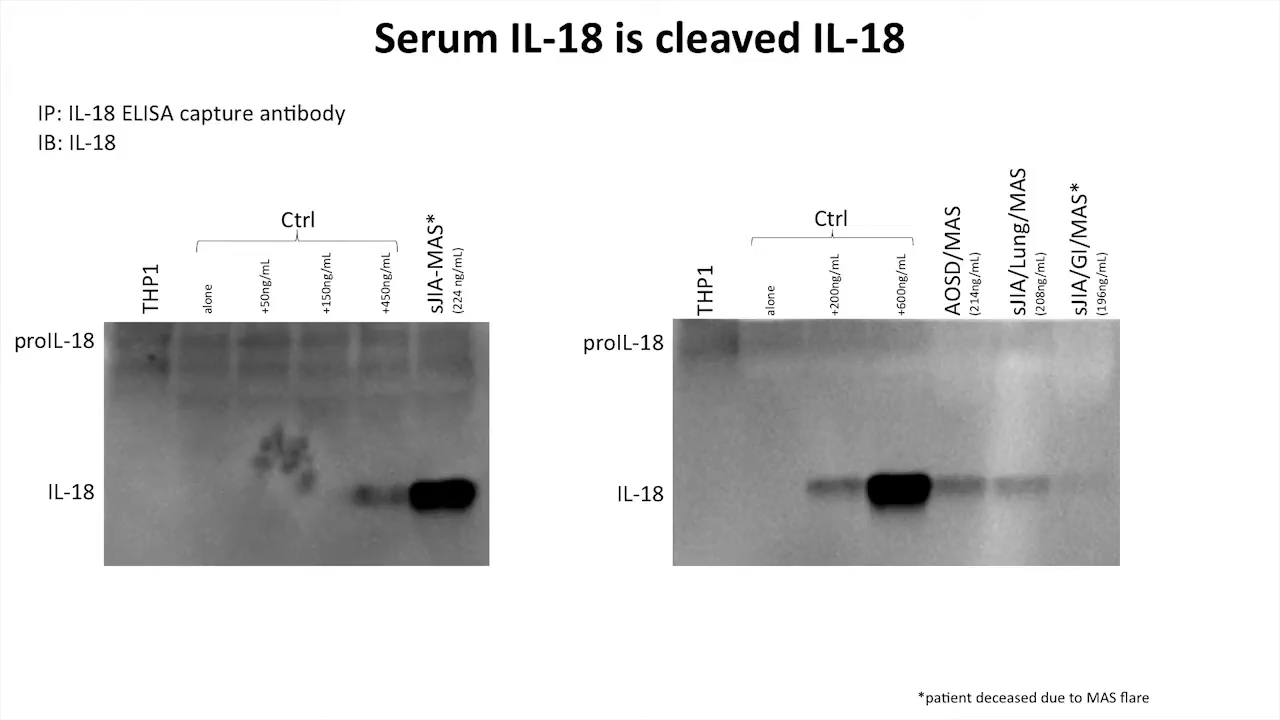 Serum IL-18 is cleaved IL-18
IP: IL-18 ELISA capture antibody
IB: IL-18
Ctrl
THP1
alone
+50ng/mL
+150ng/mL
+450ng/mL
sJIA-MAS*
(224 ng/mL)
proIL-18
IL-18
Ctrl
THP1
alone
+200ng/mL
+600ng/mL
AOSD/MAS
(214ng/mL)
sJIA/Lung/MAS
(208ng/mL)
sJIA/GI/MAS*
(196ng/mL)
proIL-18
IL-18
*patient deceased due to MAS flare